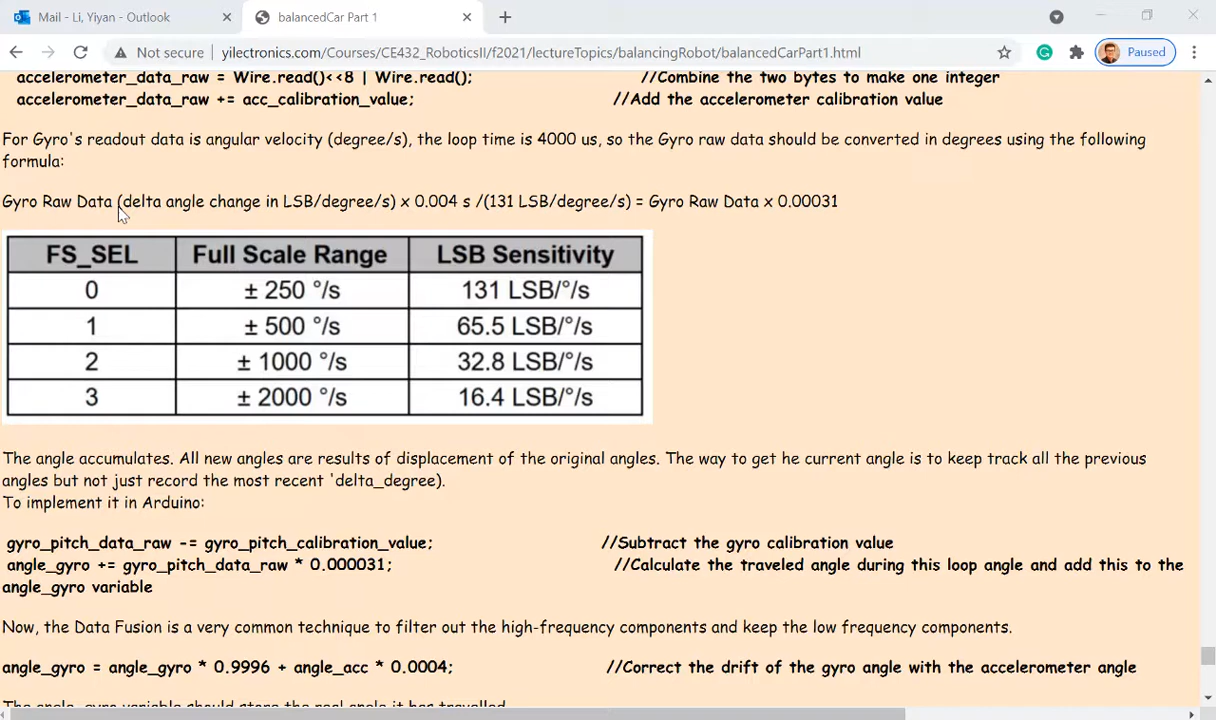 Mail - Li, Yiyan - Outlook
balancedCar Part 1
Not secure
yilectronics.com/Courses/CE432_RoboticsII/f2021/lectureTopics/balancingRobot/balancedCarPart1.html
Paused
accelerometer_data_raw = Wire.read()<<8 | Wire.read(); //Combine the two bytes to make one integer
accelerometer_data_raw += acc_calibration_value; //Add the accelerometer calibration value
For Gyro's readout data is angular velocity (degree/s), the loop time is 4000 us, so the Gyro raw data should be converted in degrees using the following
formula:
Gyro Raw Data (delta angle change in LSB/degree/s) x 0.004 s /(131 LSB/degree/s) = Gyro Raw Data x 0.00031
FS_SEL Full Scale Range LSB Sensitivity
0 ± 250 °/s 131 LSB/°/s
1 ± 500 °/s 65.5 LSB/°/s
2 ± 1000 °/s 32.8 LSB/°/s
3 ± 2000 °/s 16.4 LSB/°/s
The angle accumulates. All new angles are results of displacement of the original angles. The way to get he current angle is to keep track all the previous
angles but not just record the most recent 'delta_degree).
To implement it in Arduino:
gyro_pitch_data_raw -= gyro_pitch_calibration_value; //Subtract the gyro calibration value
angle_gyro += gyro_pitch_data_raw * 0.000031; //Calculate the traveled angle during this loop angle and add this to the
angle_gyro variable
Now, the Data Fusion is a very common technique to filter out the high-frequency components and keep the low frequency components.
angle_gyro = angle_gyro * 0.9996 + angle_acc * 0.0004; //Correct the drift of the gyro angle with the accelerometer angle
The angle_gyro variable should store the real angle it has travelled